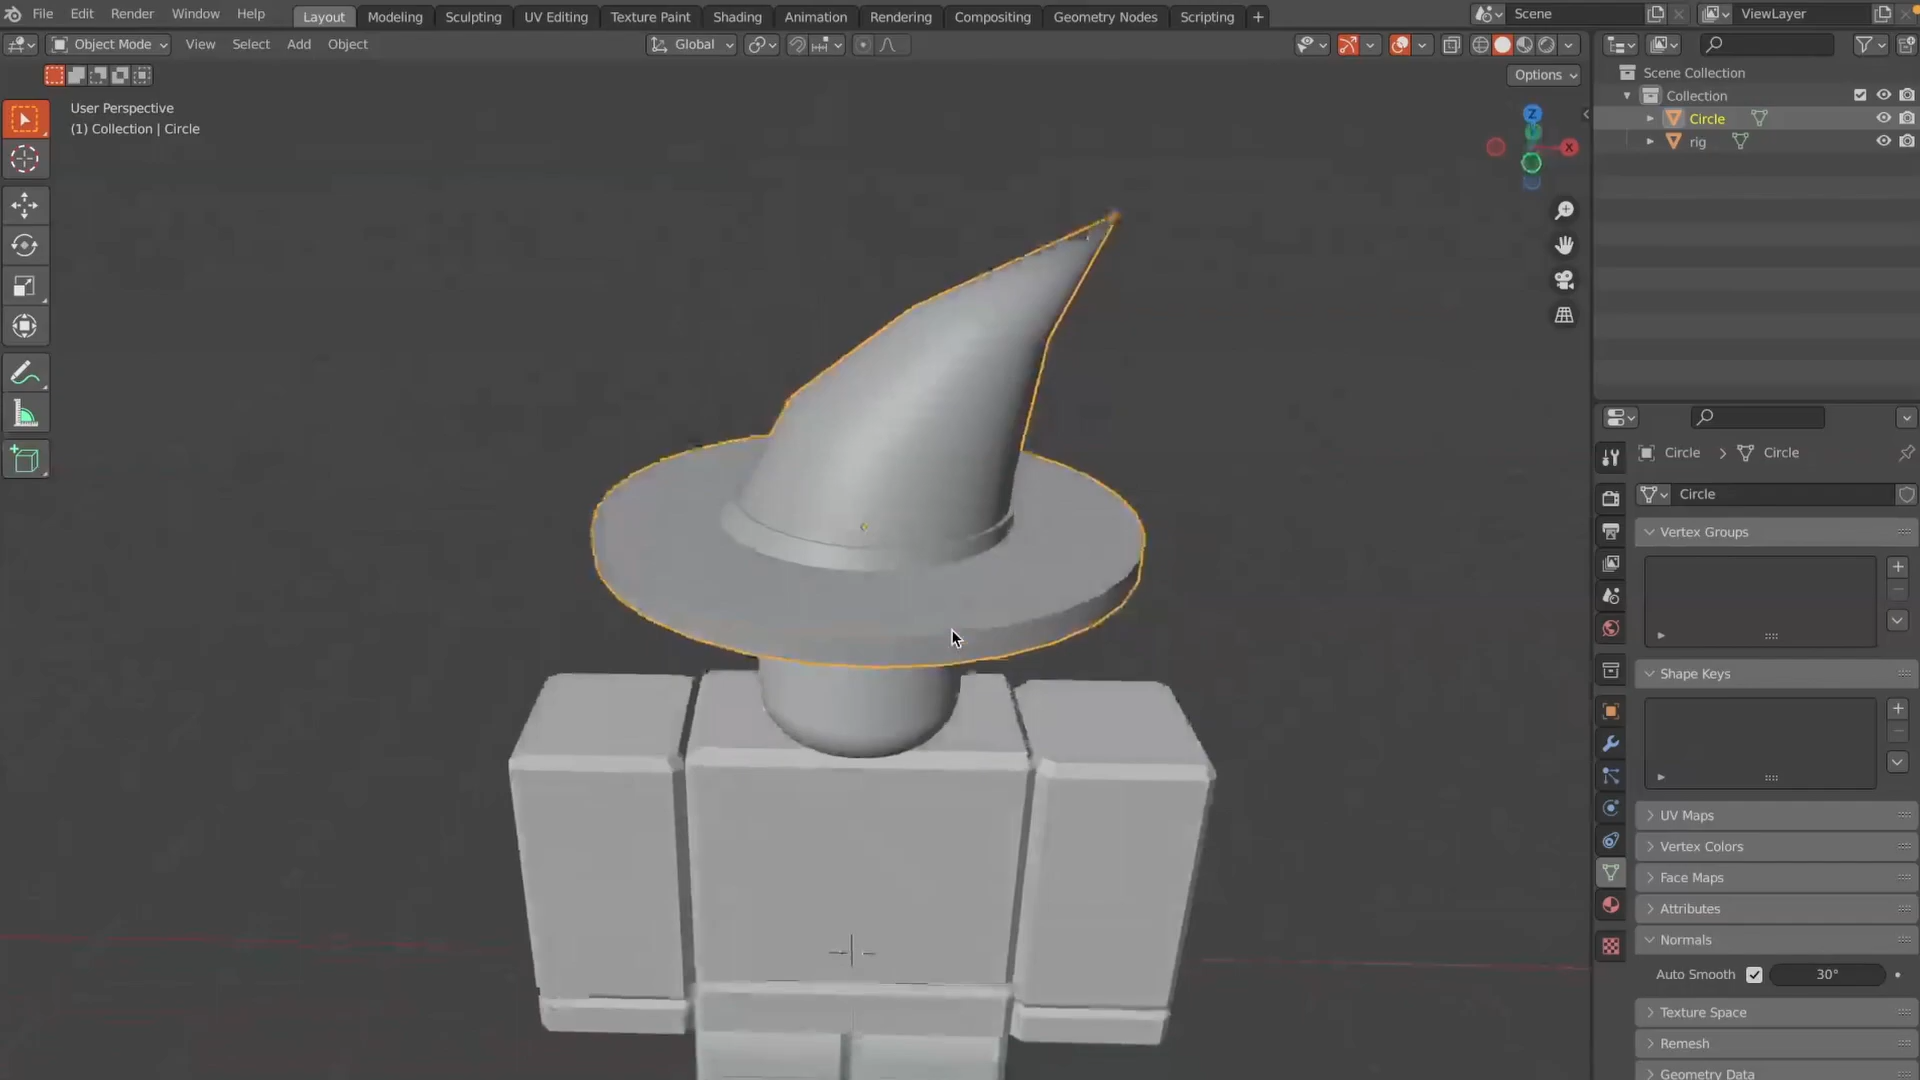 File Edit Render Window Help Layout Modeling Sculpting UV Editing Texture Paint Shading Animation Rendering Compositing Geometry Nodes Scripting + Scene ViewLayer
Object Mode View Select Add Object Global
Options
User Perspective
(1) Collection | Circle
Z
X
Scene Collection
Collection
Circle
rig
Circle > Circle
Circle
Vertex Groups
Shape Keys
UV Maps
Vertex Colors
Face Maps
Attributes
Normals
Auto Smooth 30°
Texture Space
Remesh
Geometry Data